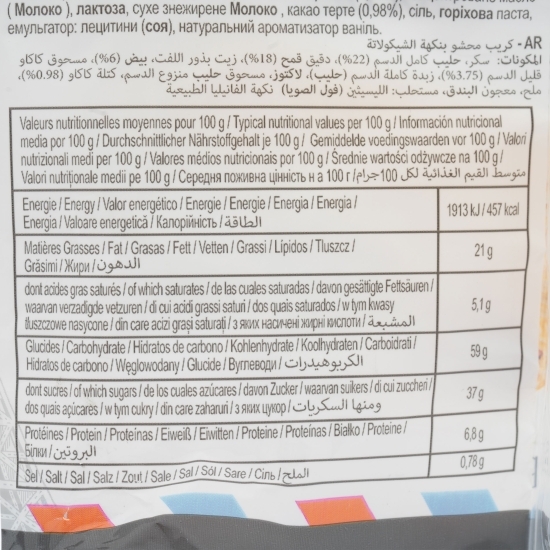 ( Молоко ), лактоза, сухе знежирене Молоко , какао терте (0,98%), сіль, горіхова паста,
емульгатор: лецитини (соя), натуральний ароматизатор ваніль.
AR - كريب محشو بنكهة الشيكولاتة
المكونات: سكر، حليب كامل الدسم (22%)، دقيق قمح (18%)، زيت بذور اللفت، بيض (6%)، مسحوق كاكاو
قليل الدسم (3.75%)، زبدة كاملة الدسم (حليب)، لاكتوز، مسحوق حليب منزوع الدسم، كتلة كاكاو (0.98%)،
ملح، معجون البندق، مستحلب: الليسيثين (فول الصويا) نكهة الفانيليا الطبيعية
Valeurs nutritionnelles moyennes pour 100 g / Typical nutritional values per 100 g / Información nutricional
media por 100 g / Durchschnittlicher Nährstoffgehalt je 100 g / Gemiddelde voedingswaarden vor 100 g / Valori
nutrizionali medi per 100 g / Valores médios nutricionais por 100 g / Średnie wartości odżywcze na 100 g /
Valori nutriționale medii pe 100 g / Середня поживна цінність н а 100 г / متوسط القيم الغذائية لكل 100جرام
Energie / Energy / Valor energético / Energie / Energie / Energia / Energia /
Energia / Valoare energetică / Калорійність / الطاقة
1913 kJ / 457 kcal
Matières Grasses / Fat / Grasas / Fett / Vetten / Grassi / Lípidos / Tłuszcz /
Grăsimi / Жири / الدهون
21 g
dont acides gras saturés / of which saturates / de las cuales saturadas / davon gesättigte Fettsäuren /
waarvan verzadigde vetzuren / di cui acidi grassi saturi / dos quais saturados / w tym kwasy
tłuszczowe nasycone / din care acizi grași saturați / з яких насичені жирні кислоти / المشبعة
5,1 g
Glucides / Carbohydrate / Hidratos de carbono / Kohlenhydrate / Koolhydraten / Carboidrati /
Hidratos de carbono / Węglowodany / Glucide / Вуглеводи / الكربوهيدرات
59 g
dont sucres / of which sugars / de los cuales azúcares / davon Zucker / waarvan suikers / di cui zuccheri /
dos quais açúcares / w tym cukry / din care zaharuri / з яких цукор / ومنها السكريات
37 g
Protéines / Protein / Proteínas / Eiweiß / Eiwitten / Proteine / Proteínas / Białko / Proteine /
Білки / البروتين
6,8 g
Sel / Salt / Sal / Salz / Zout / Sale / Sal / Sól / Sare / Сіль / الملح
0,78 g